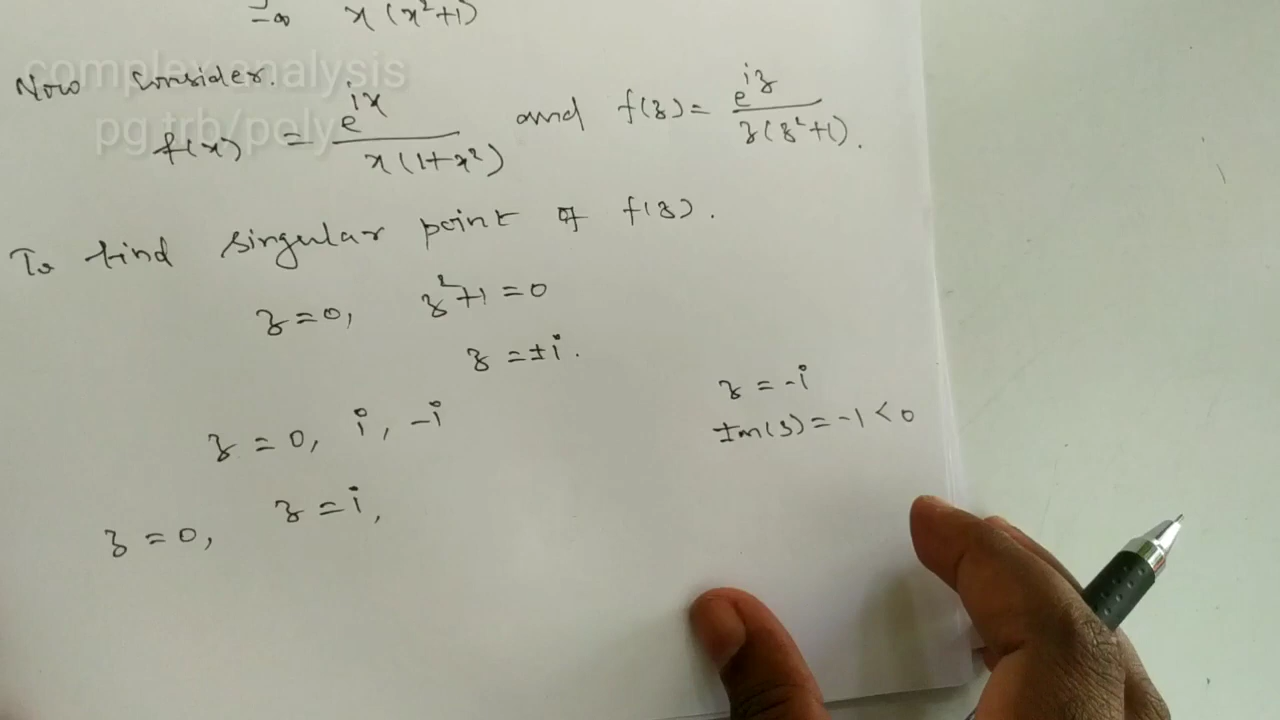 -∞ x(x²+1)
complex analysis
Now consider.
pg trb/poly
f(x) = e^{ix} / x(1+x²) and f(z) = e^{iz} / z(z²+1).
To find singular point of f(z).
z=0, z²+1=0
z=±i.
z=-i
z=0, i, -i
Im(z)=-1<0
z=0, z=i,